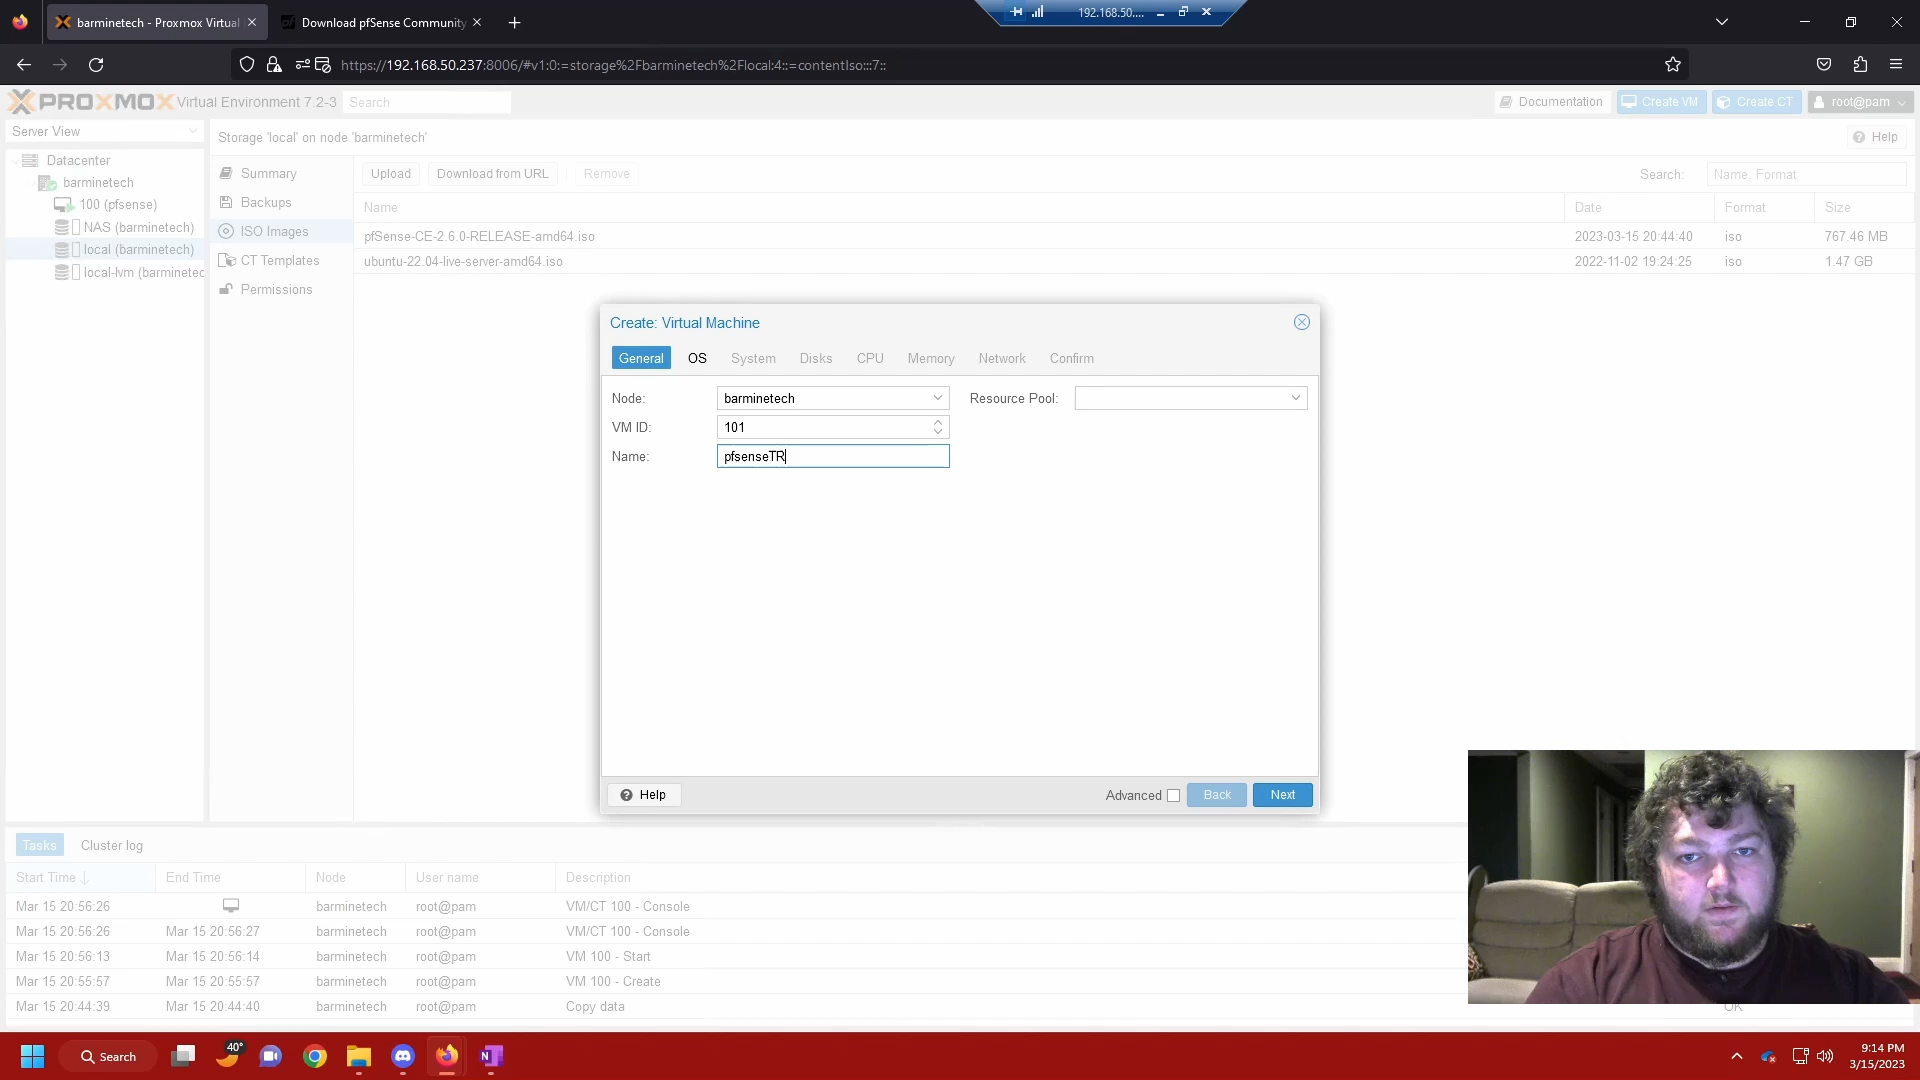 barminetech - Proxmox Virtual
Download pfSense Community
192.168.50....
https://192.168.50.237:8006/#v1:0:=storage%2Fbarminetech%2Flocal:4::=contentIso:::7::
PROXMOX Virtual Environment 7.2-3
Search
Documentation
Create VM
Create CT
root@pam
Server View
Storage 'local' on node 'barminetech'
Help
Datacenter
barminetech
100 (pfsense)
NAS (barminetech)
local (barminetech)
local-lvm (barminetec
Summary
Backups
ISO Images
CT Templates
Permissions
Upload
Download from URL
Remove
Search:
Name, Format
Name
Date
Format
Size
pfSense-CE-2.6.0-RELEASE-amd64.iso
2023-03-15 20:44:40
iso
767.46 MB
ubuntu-22.04-live-server-amd64.iso
2022-11-02 19:24:25
iso
1.47 GB
Create: Virtual Machine
General
OS
System
Disks
CPU
Memory
Network
Confirm
Node:
barminetech
Resource Pool:
VM ID:
101
Name:
pfsenseTR
Help
Advanced
Back
Next
Tasks
Cluster log
Start Time
End Time
Node
User name
Description
Mar 15 20:56:26
barminetech
root@pam
VM/CT 100 - Console
Mar 15 20:56:26
Mar 15 20:56:27
barminetech
root@pam
VM/CT 100 - Console
Mar 15 20:56:13
Mar 15 20:56:14
barminetech
root@pam
VM 100 - Start
Mar 15 20:55:57
Mar 15 20:55:57
barminetech
root@pam
VM 100 - Create
Mar 15 20:44:39
Mar 15 20:44:40
barminetech
root@pam
Copy data
OK
Search
40°
9:14 PM
3/15/2023